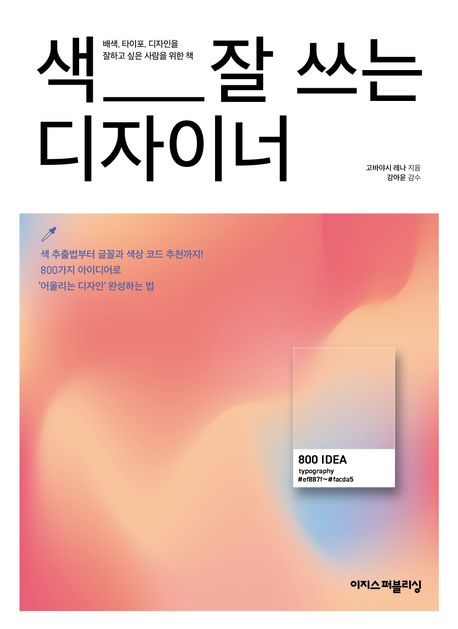 배색, 타이포, 디자인을
잘하고 싶은 사람을 위한 책
색___잘 쓰는
디자이너
고바야시 레나 지음
강아윤 감수
색 추출법부터 글꼴과 색상 코드 추천까지!
800가지 아이디어로
'어울리는 디자인' 완성하는 법
800 IDEA
typography
#ef887f~#facda5
이지스퍼블리싱